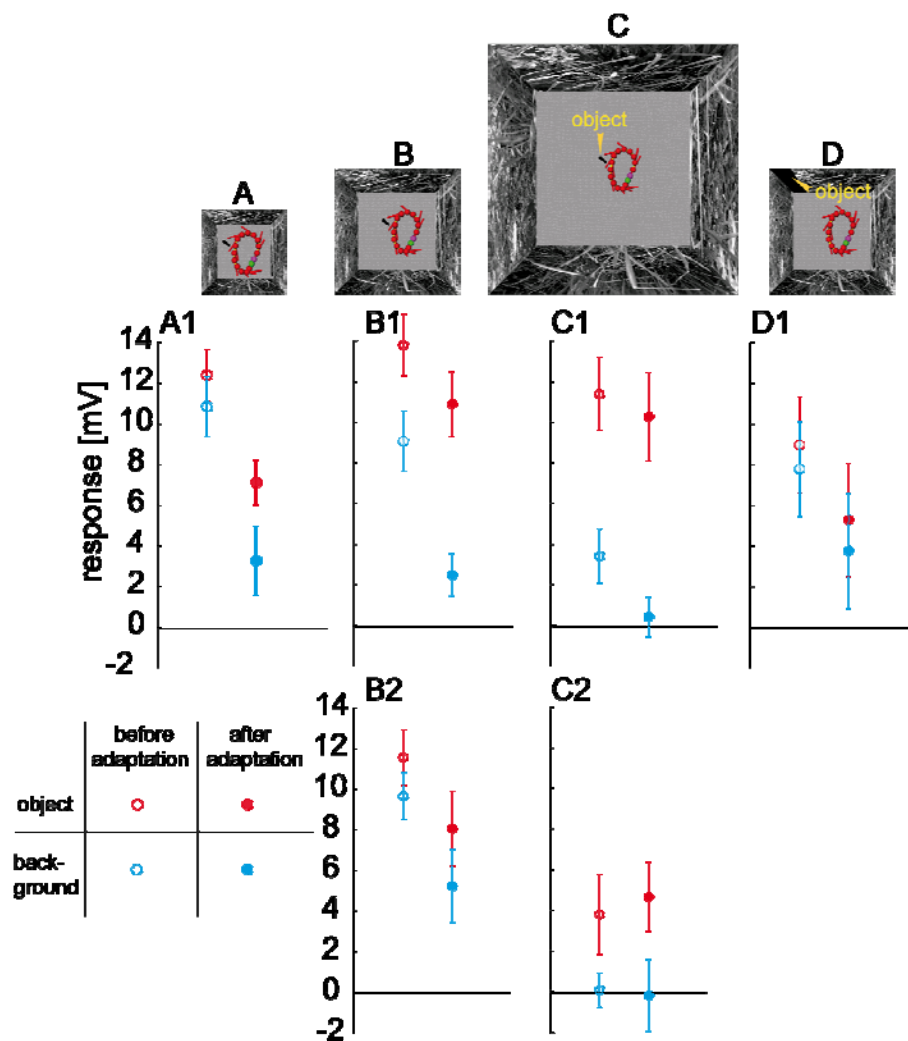 C
object
B
D
A
object
A1
B1
C1
D1
response [mV]
14
12
10
8
6
4
2
0
-2
B2
C2
14
12
10
8
6
4
2
0
-2
before adaptation
after adaptation
object
back-
ground